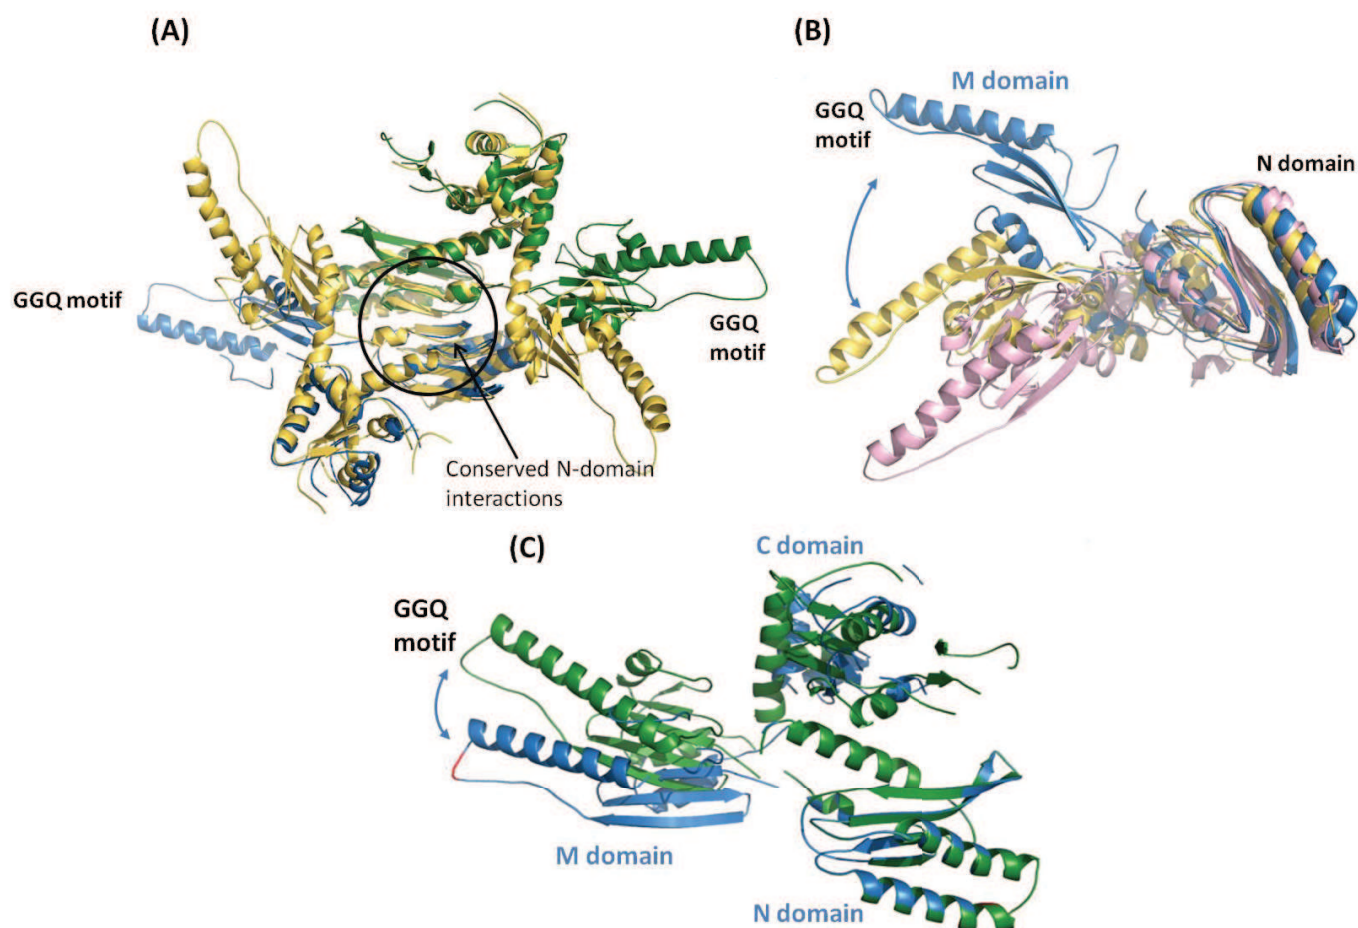 (A)
GGQ motif
GGQ
motif
Conserved N-domain
interactions
(B)
M domain
GGQ
motif
N domain
(C)
C domain
GGQ
motif
M domain
N domain